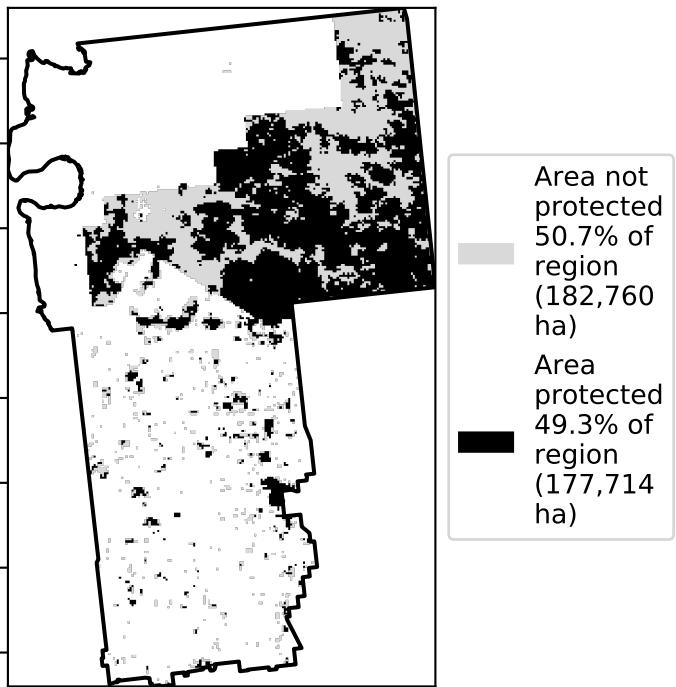 Area not
protected
50.7% of
region
(182,760
ha)
Area
protected
49.3% of
region
(177,714
ha)